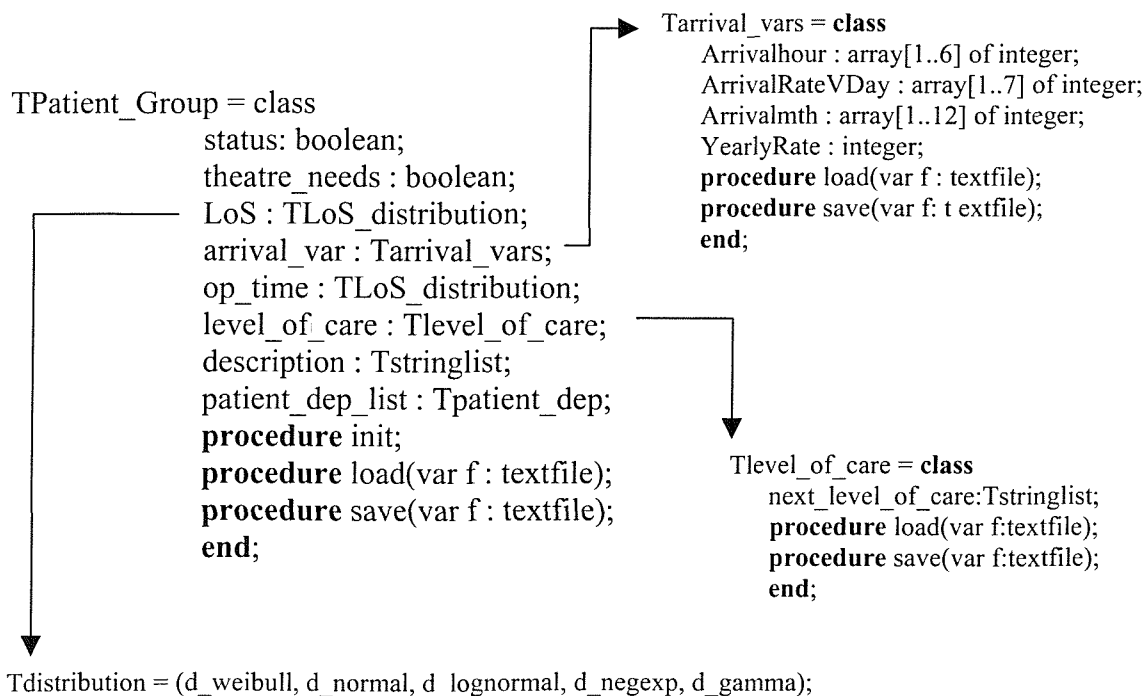 TPatient_Group = class
status: boolean;
theatre_needs : boolean;
LoS : TLoS_distribution;
arrival_var : Tarrival_vars;
op_time : TLoS_distribution;
level_of_care : Tlevel_of_care;
description : Tstringlist;
patient_dep_list : Tpatient_dep;
procedure init;
procedure load(var f : textfile);
procedure save(var f : textfile);
end;
Tarrival_vars = class
Arrivalhour : array[1..6] of integer;
ArrivalRateVDay : array[1..7] of integer;
Arrivalmth : array[1..12] of integer;
YearlyRate : integer;
procedure load(var f : textfile);
procedure save(var f: t extfile);
end;
Tlevel_of_care = class
next_level_of_care:Tstringlist;
procedure load(var f:textfile);
procedure save(var f:textfile);
end;
Tdistribution = (d_weibull, d_normal, d_lognormal, d_negexp, d_gamma);